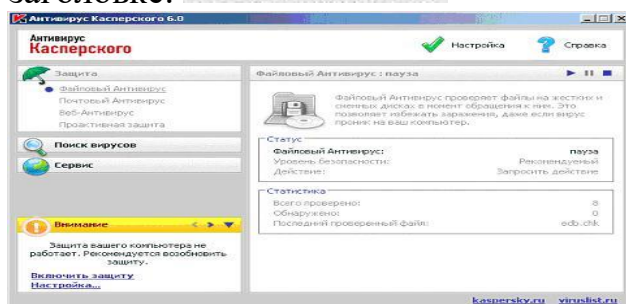 заголовке.
Антивирус Касперского 6.0
Антивирус
Касперского
Настройка
Справка
Защита
Файловый Антивирус
Почтовый Антивирус
Веб-Антивирус
Проактивная защита
Поиск вирусов
Сервис
Внимание
Защита вашего компьютера не
работает. Рекомендуется возобновить
защиту.
Включить защиту
Настройка...
Файловый Антивирус : пауза
Файловый Антивирус проверяет файлы на жестких и
сменных дисках в момент обращения к ним. Это
позволяет избежать заражения, даже если вирус
проник на ваш компьютер.
Статус
Файловый Антивирус: пауза
Уровень безопасности: Рекомендуемый
Действие: Запросить действие
Статистика
Всего проверено: 8
Обнаружено: 0
Последний проверенный файл: edb.chk
kaspersky.ru viruslist.ru